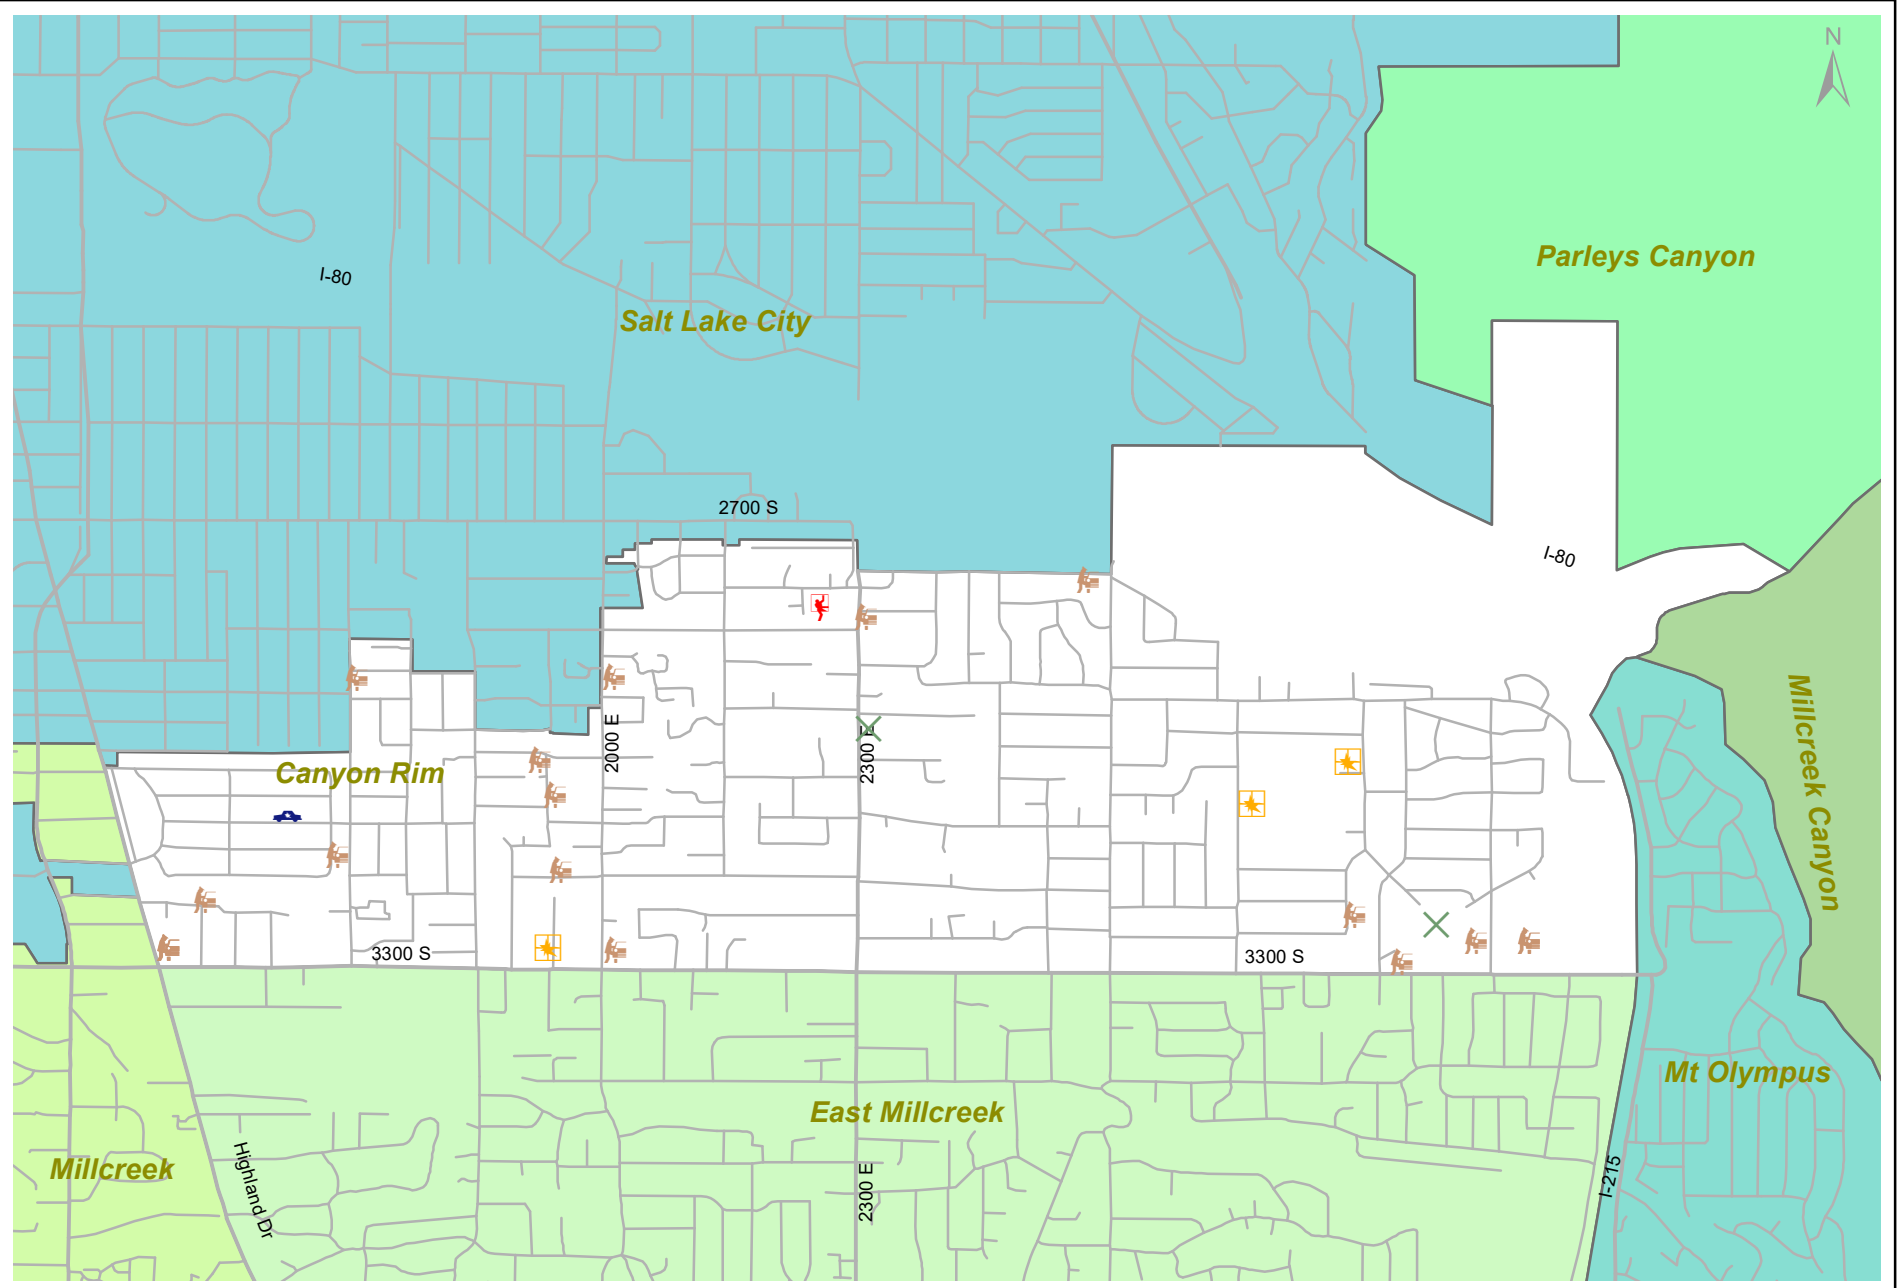 N
Parleys Canyon
I-80
Salt Lake City
2700 S
I-80
Canyon Rim
2000 E
2300 E
Millcreek Canyon
3300 S
3300 S
Mt Olympus
East Millcreek
Millcreek
Highland Dr
2300 E
I-215